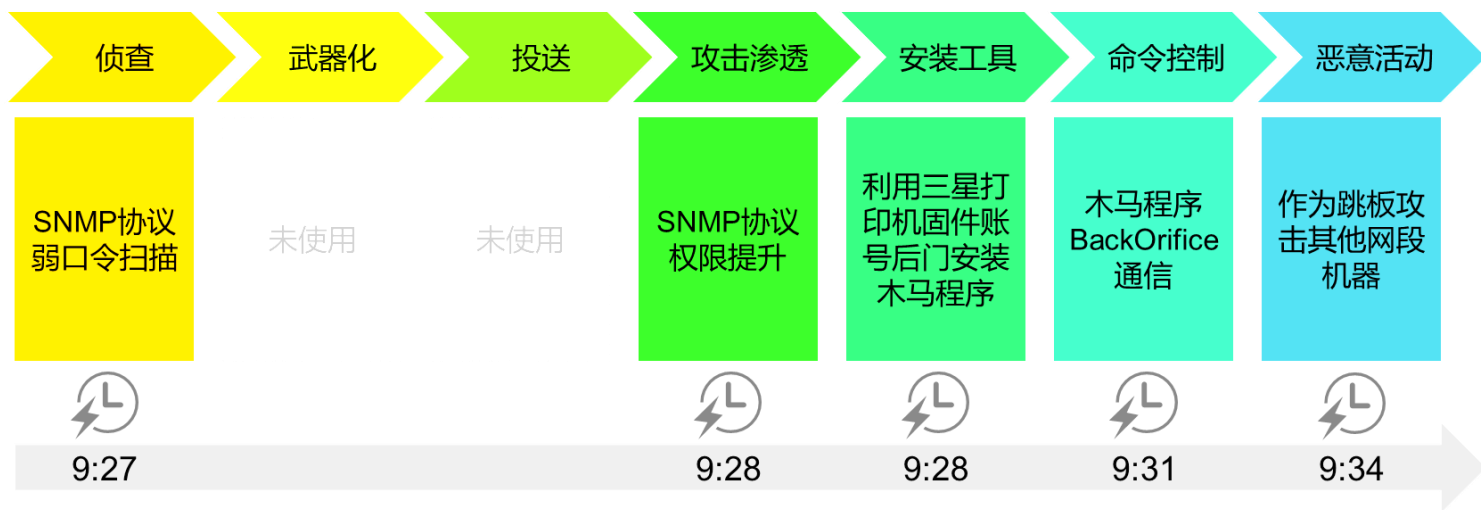 侦查
武器化
投送
攻击渗透
安装工具
命令控制
恶意活动
SNMP协议
弱口令扫描
未使用
未使用
SNMP协议
权限提升
利用三星打
印机固件账
号后门安装
木马程序
木马程序
BackOrifice
通信
作为跳板攻
击其他网段
机器
9:27
9:28
9:28
9:31
9:34